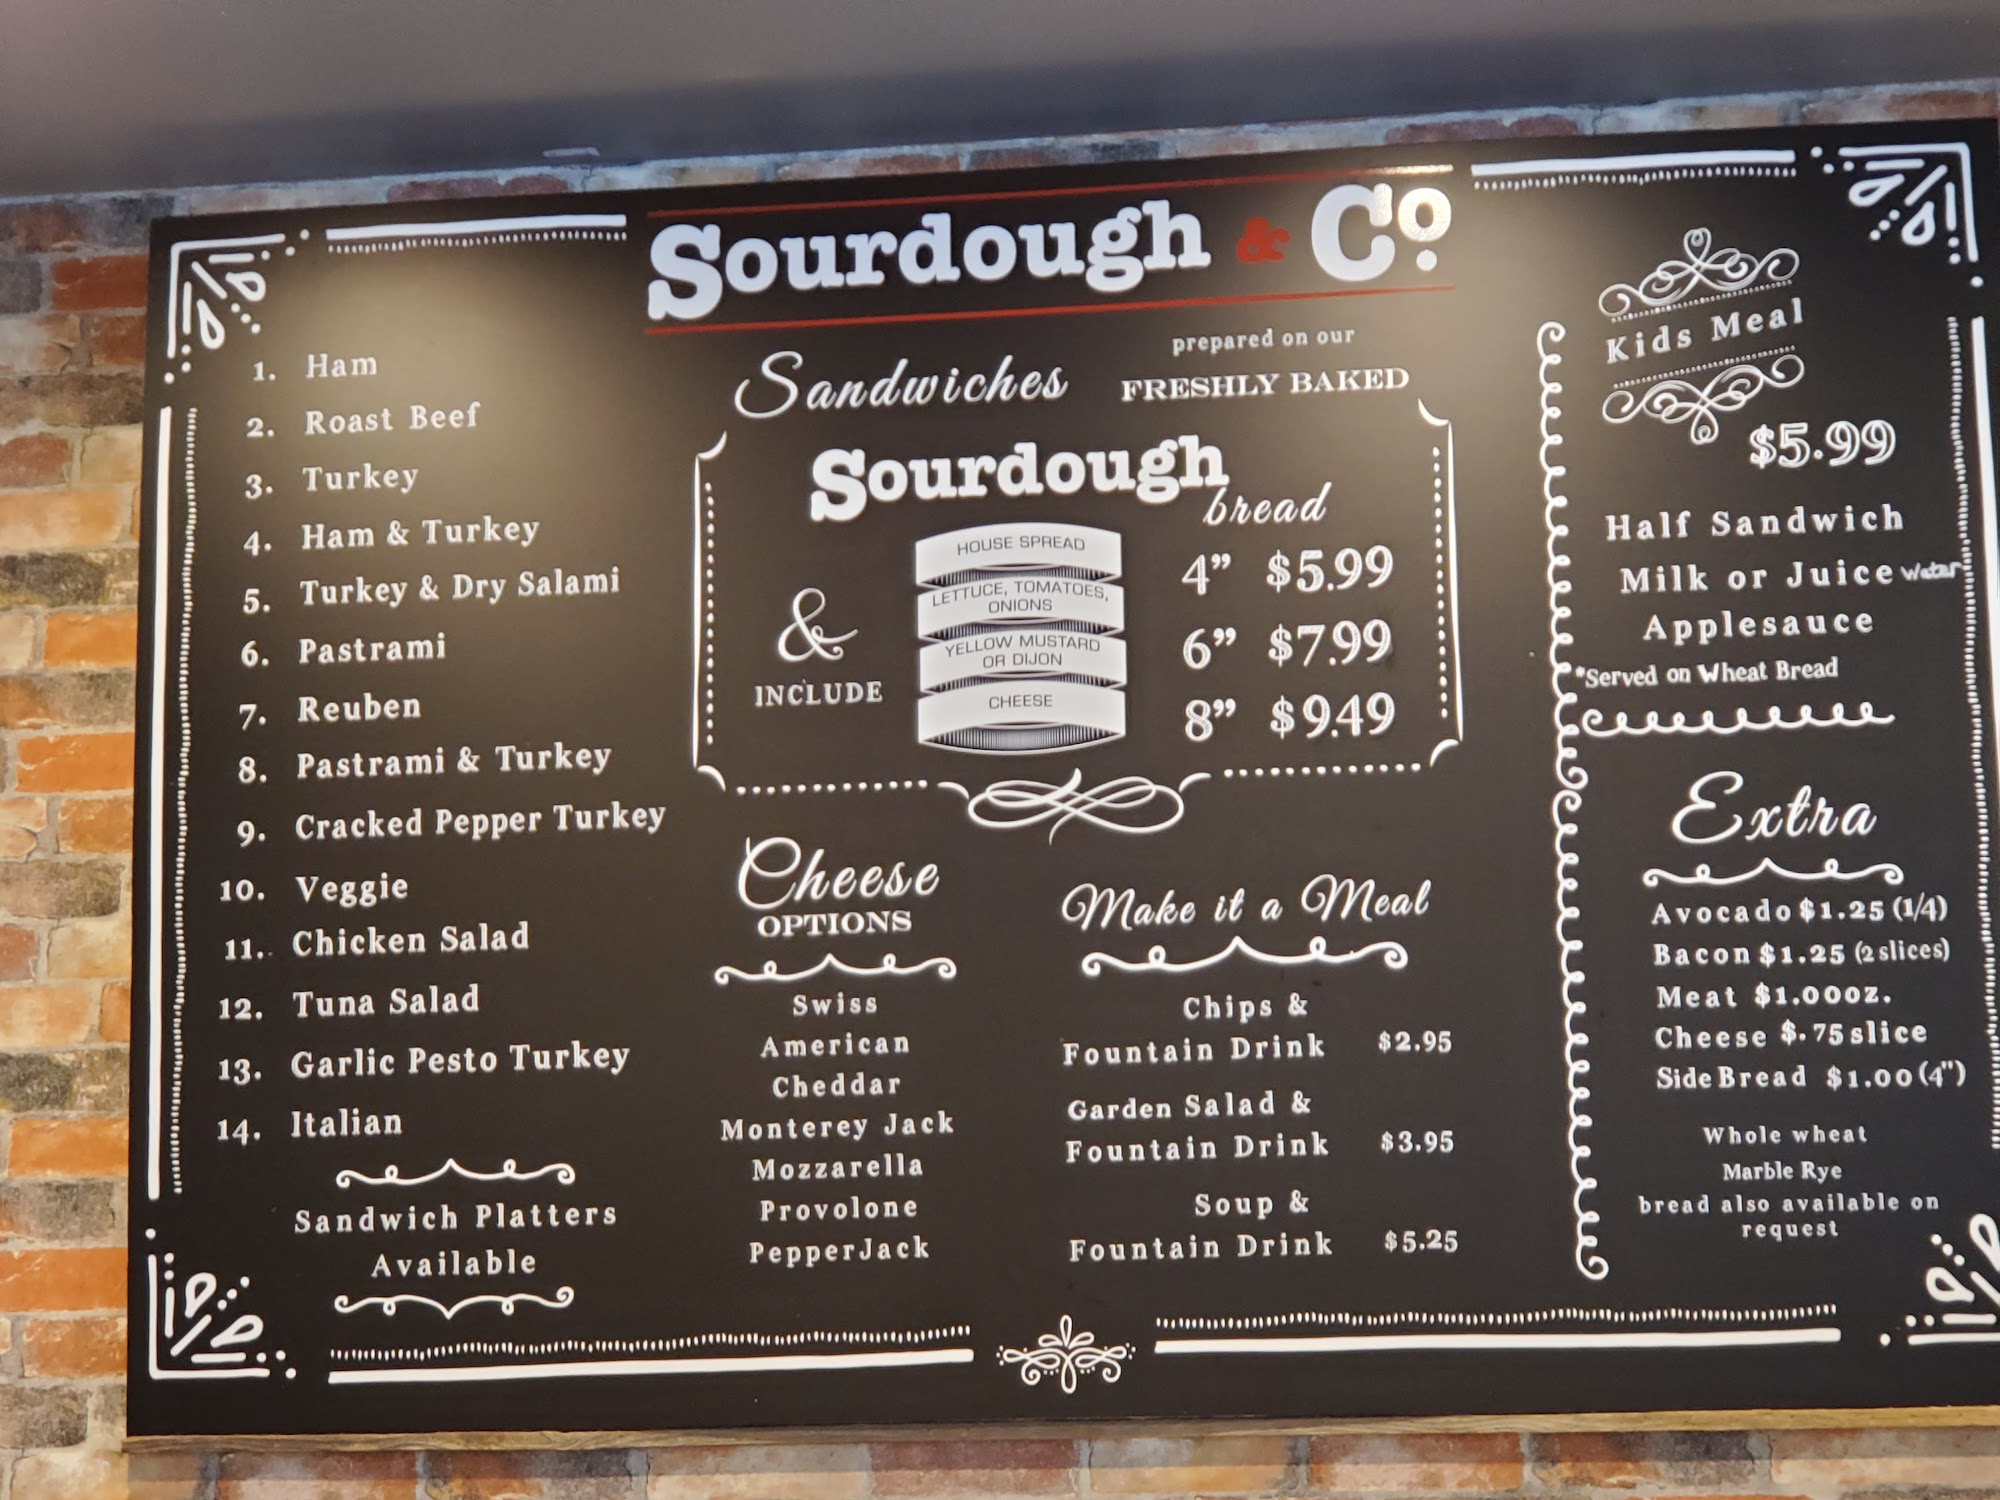 Sourdough & Co.
1. Ham
2. Roast Beef
3. Turkey
4. Ham & Turkey
5. Turkey & Dry Salami
6. Pastrami
7. Reuben
8. Pastrami & Turkey
9. Cracked Pepper Turkey
10. Veggie
11. Chicken Salad
12. Tuna Salad
13. Garlic Pesto Turkey
14. Italian
Sandwich Platters
Available
Sandwiches
prepared on our
FRESHLY BAKED
Sourdough
bread
&
INCLUDE
HOUSE SPREAD
LETTUCE, TOMATOES,
ONIONS
YELLOW MUSTARD
OR DIJON
CHEESE
4" $5.99
6" $7.99
8" $9.49
Cheese
OPTIONS
Swiss
American
Cheddar
Monterey Jack
Mozzarella
Provolone
PepperJack
Make it a Meal
Chips &
Fountain Drink $2.95
Garden Salad &
Fountain Drink $3.95
Soup &
Fountain Drink $5.25
Kids Meal
$5.99
Half Sandwich
Milk or Juice Water
Applesauce
*Served on Wheat Bread
Extra
Avocado $1.25 (1/4)
Bacon $1.25 (2 slices)
Meat $1.00oz.
Cheese $.75 slice
Side Bread $1.00 (4")
Whole wheat
Marble Rye
bread also available on
request